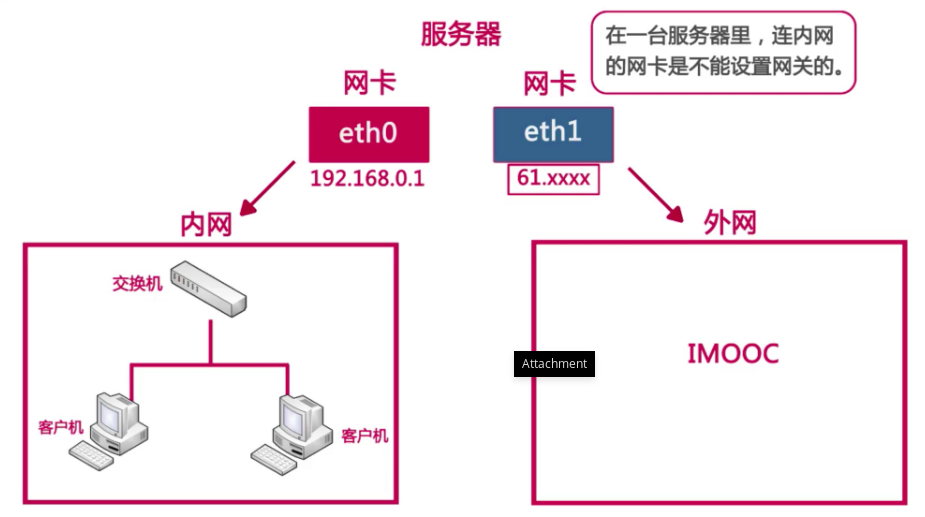 服务器
在一台服务器里，连内网
的网卡是不能设置网关的。
网卡
网卡
eth0
eth1
192.168.0.1
61.xxxx
内网
外网
交换机
IMOOC
Attachment
客户机
客户机